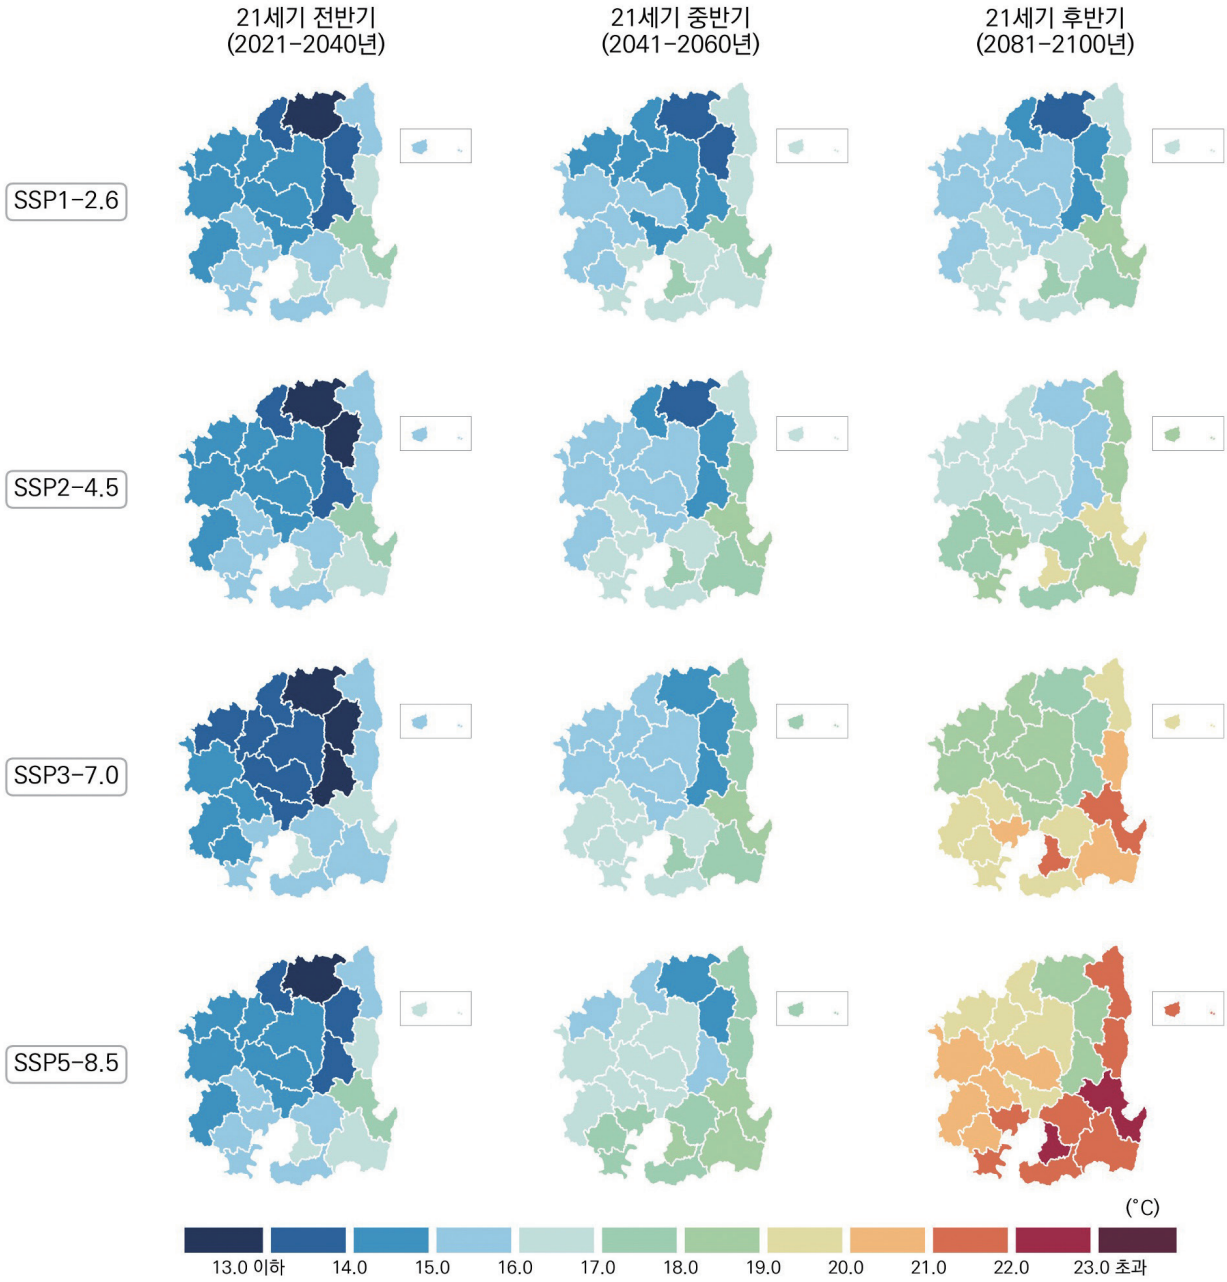 21세기 전반기
(2021-2040년)
21세기 중반기
(2041-2060년)
21세기 후반기
(2081-2100년)
SSP1-2.6
SSP2-4.5
SSP3-7.0
SSP5-8.5
(°C)
13.0 이하 14.0 15.0 16.0 17.0 18.0 19.0 20.0 21.0 22.0 23.0 초과